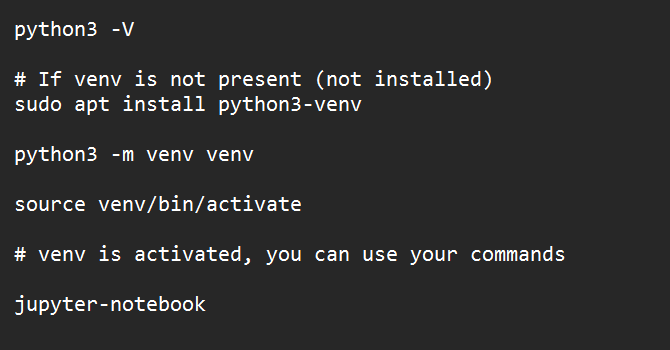 python3 -V
# If venv is not present (not installed)
sudo apt install python3-venv
python3 -m venv venv
source venv/bin/activate
# venv is activated, you can use your commands
jupyter-notebook